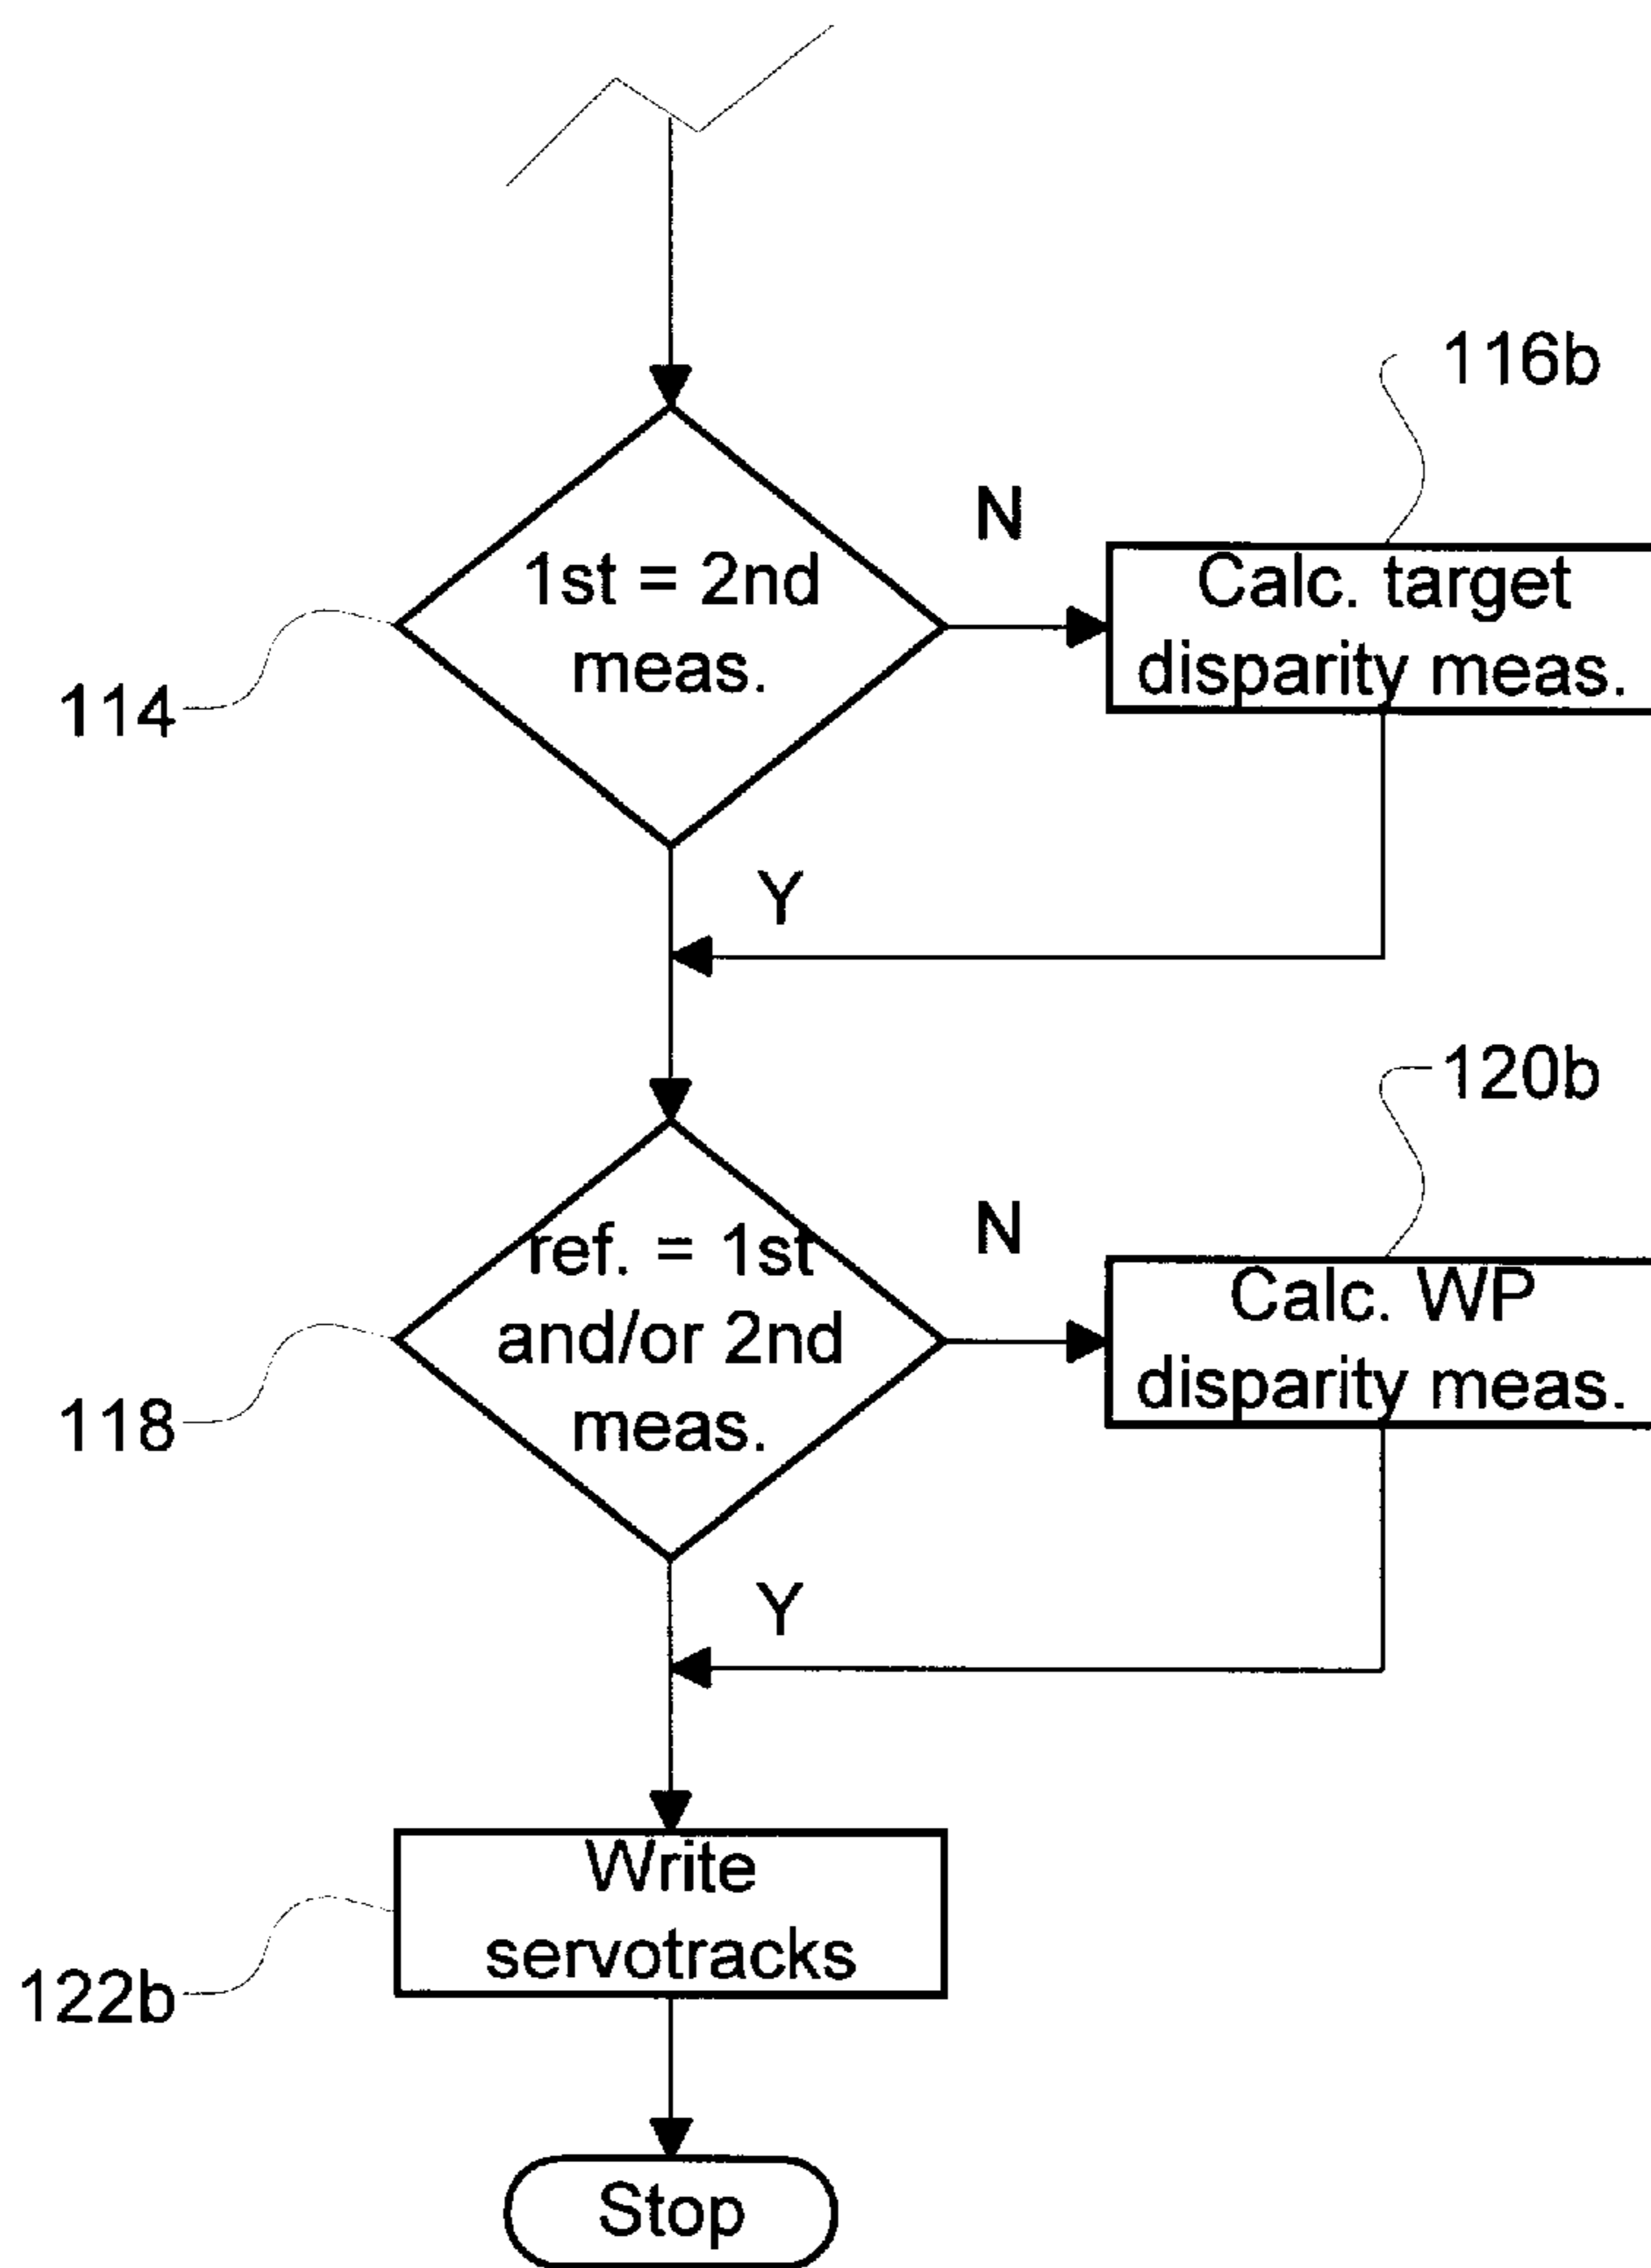 116b
N
1st = 2nd
meas.
Calc. target
disparity meas.
114
Y
120b
N
ref. = 1st
and/or 2nd
meas.
Calc. WP
disparity meas.
118
Y
Write
servotracks
122b
Stop